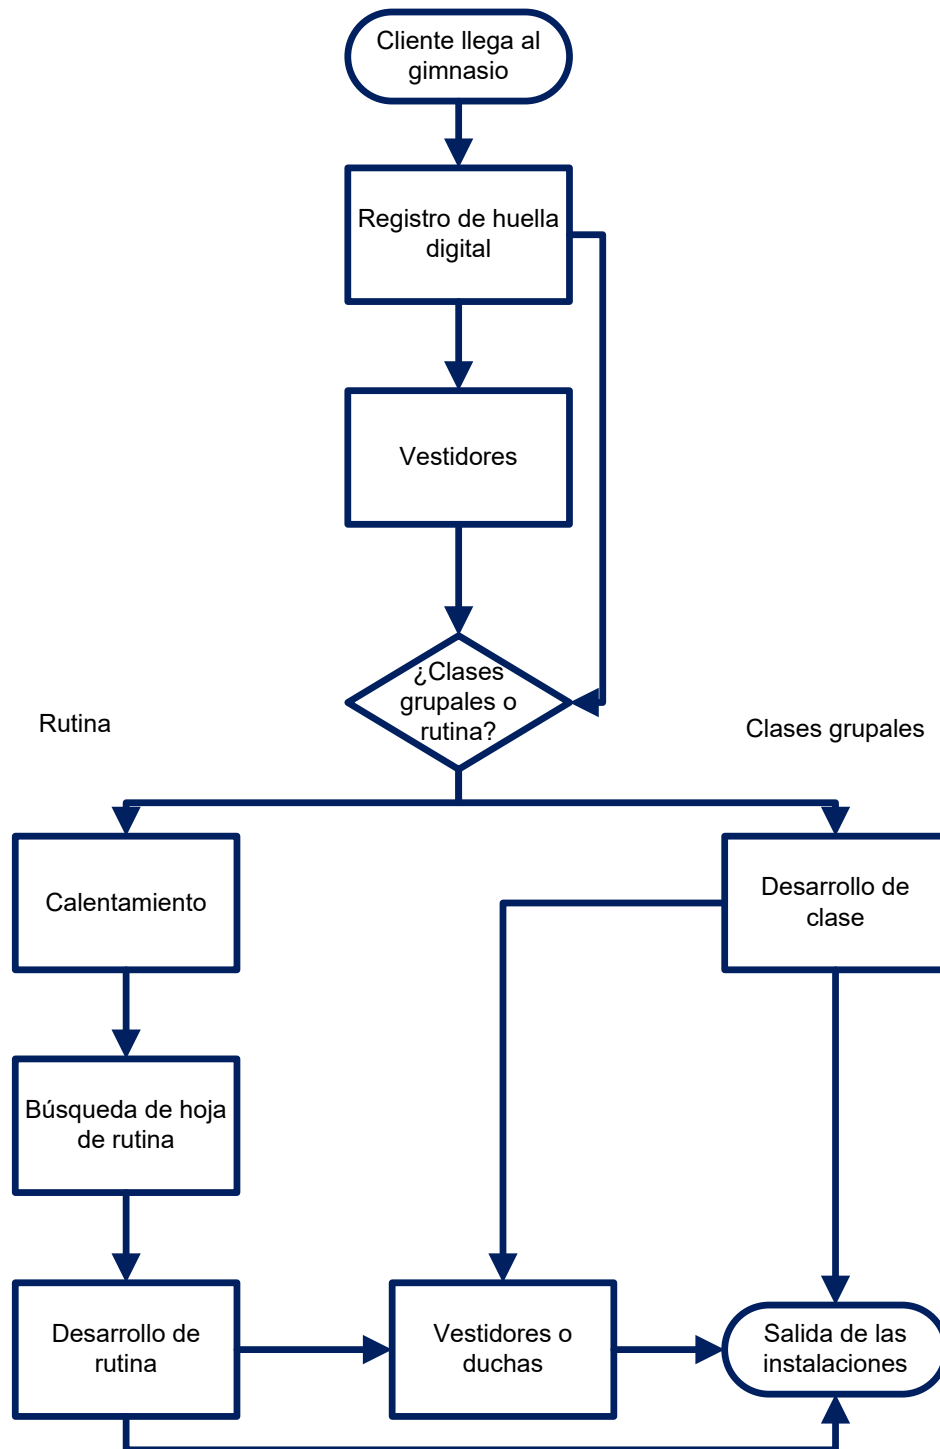 Cliente llega al
gimnasio
Registro de huella
digital
Vestidores
¿Clases
grupales o
rutina?
Rutina
Clases grupales
Calentamiento
Desarrollo de
clase
Búsqueda de hoja
de rutina
Desarrollo de
rutina
Vestidores o
duchas
Salida de las
instalaciones